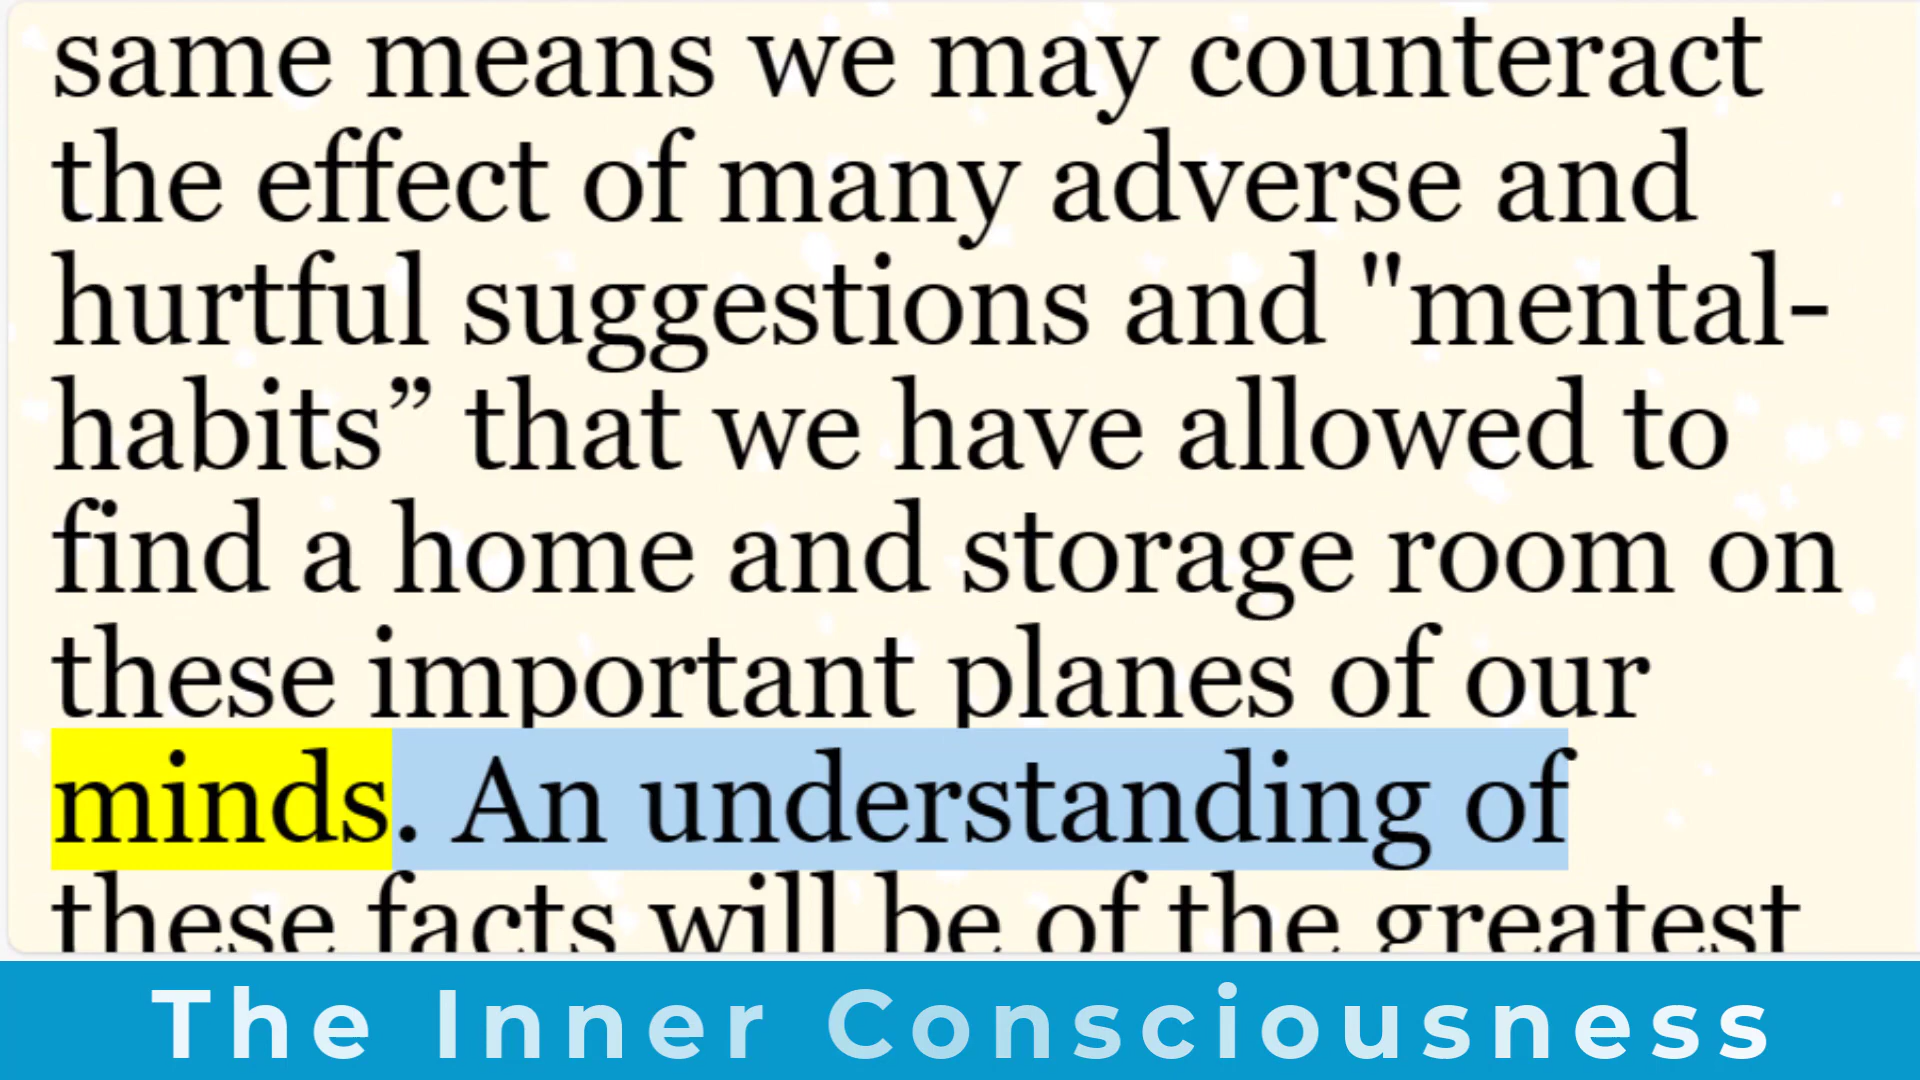 same means we may counteract
the effect of many adverse and
hurtful suggestions and "mental-
habits” that we have allowed to
find a home and storage room on
these important planes of our
minds. An understanding of
these facts will be of the greatest
The Inner Consciousness